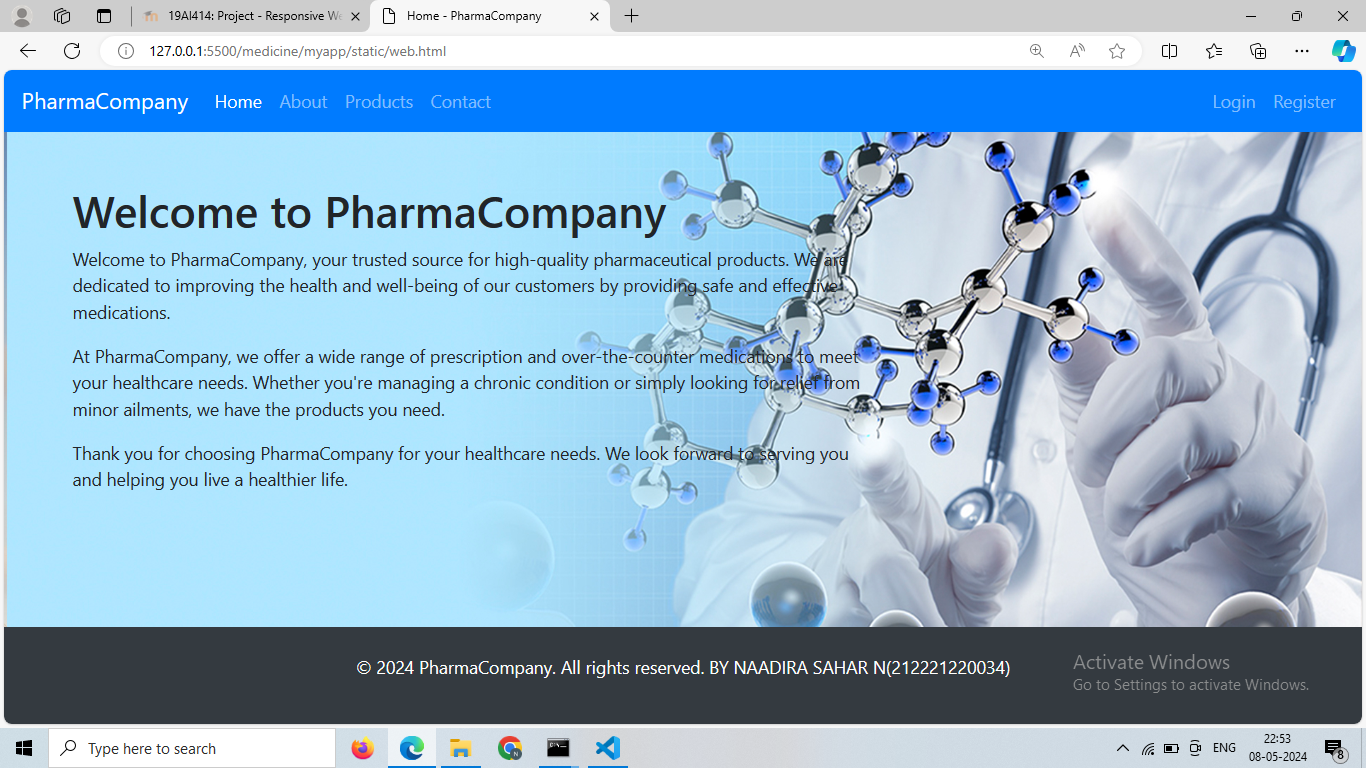 19AI414: Project - Responsive We
Home - PharmaCompany
127.0.0.1:5500/medicine/myapp/static/web.html
PharmaCompany Home About Products Contact Login Register
Welcome to PharmaCompany
Welcome to PharmaCompany, your trusted source for high-quality pharmaceutical products. We are
dedicated to improving the health and well-being of our customers by providing safe and effective
medications.
At PharmaCompany, we offer a wide range of prescription and over-the-counter medications to meet
your healthcare needs. Whether you're managing a chronic condition or simply looking for relief from
minor ailments, we have the products you need.
Thank you for choosing PharmaCompany for your healthcare needs. We look forward to serving you
and helping you live a healthier life.
© 2024 PharmaCompany. All rights reserved. BY NAADIRA SAHAR N(212221220034)
Activate Windows
Go to Settings to activate Windows.
Type here to search
ENG
22:53
08-05-2024
8